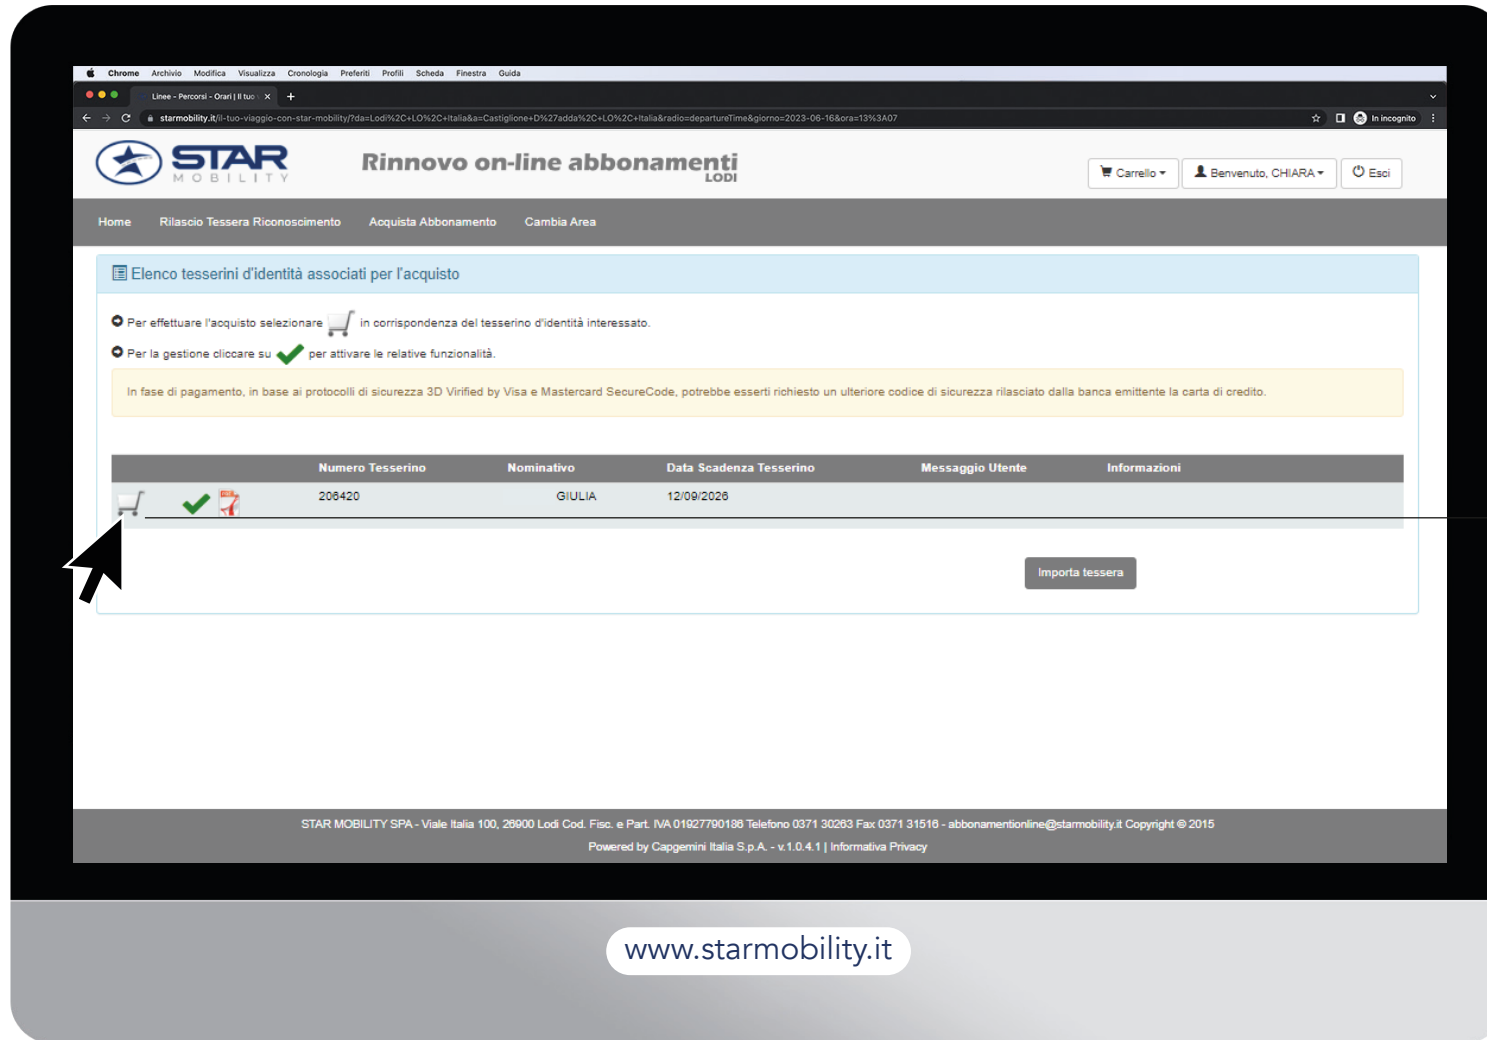 Chrome Archivio Modifica Visualizza Cronologia Preferiti Profili Scheda Finestra Guida
Linee - Percorsi - Orari | Il tuo
starmobility.it/il-tuo-viaggio-con-star-mobility/?da=Lodi%2C+LO%2C+Italia&a=Castiglione+D%27adda%2C+LO%2C+Italia&radio=departureTime&giorno=2023-06-16&ora=13%3A07
In incognito
STAR
MOBILITY
Rinnovo on-line abbonamenti
LODI
Carrello
Benvenuto, CHIARA
Esci
Home Rilascio Tessera Riconoscimento Acquista Abbonamento Cambia Area
Elenco tesserini d'identità associati per l'acquisto
Per effettuare l'acquisto selezionare in corrispondenza del tesserino d'identità interessato.
Per la gestione cliccare su per attivare le relative funzionalità.
In fase di pagamento, in base ai protocolli di sicurezza 3D Virified by Visa e Mastercard SecureCode, potrebbe esserti richiesto un ulteriore codice di sicurezza rilasciato dalla banca emittente la carta di credito.
Numero Tesserino Nominativo Data Scadenza Tesserino Messaggio Utente Informazioni
206420 GIULIA 12/09/2026
Importa tessera
STAR MOBILITY SPA - Viale Italia 100, 26900 Lodi Cod. Fisc. e Part. IVA 01927790186 Telefono 0371 30263 Fax 0371 31516 - abbonamentionline@starmobility.it Copyright © 2015
Powered by Capgemini Italia S.p.A. - v.1.0.4.1 | Informativa Privacy
www.starmobility.it